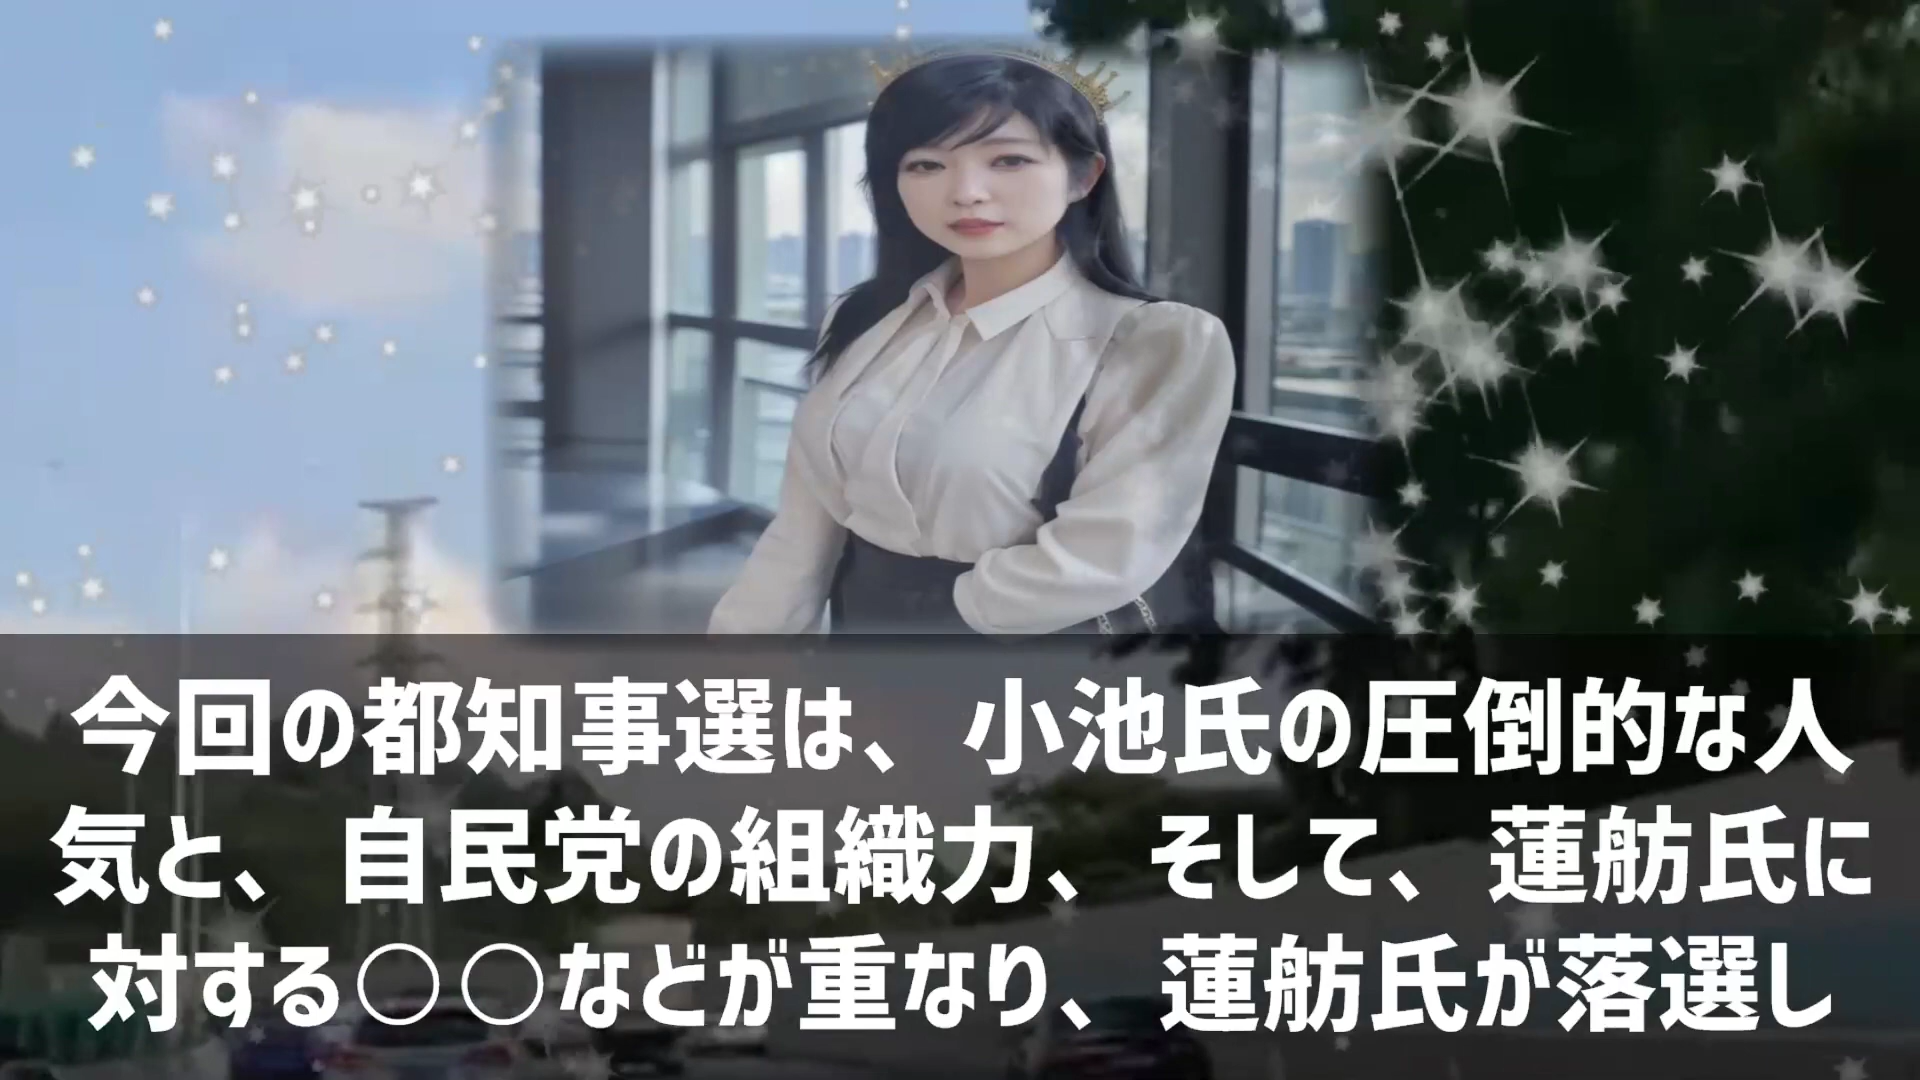 今回の都知事選は、小池氏の圧倒的な人
気と、自民党の組織力、そして、蓮舫氏に
対する○○などが重なり、蓮舫氏が落選し